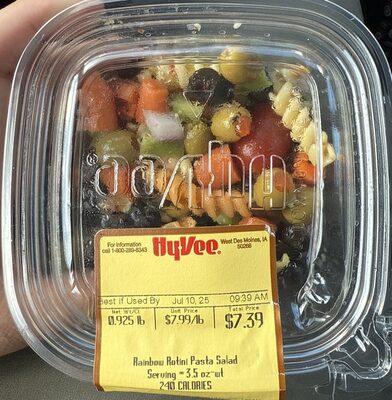 For Information
call 1-800-289-8343
HyVee.
West Des Moines, IA
50266
Best if Used By Jul 10, 25 09:39 AM
Net Wt/Ct Unit Price Total Price
0.925 lb $7.99/lb $7.39
Rainbow Rotini Pasta Salad
Serving = 3.5 oz-wt
240 CALORIES